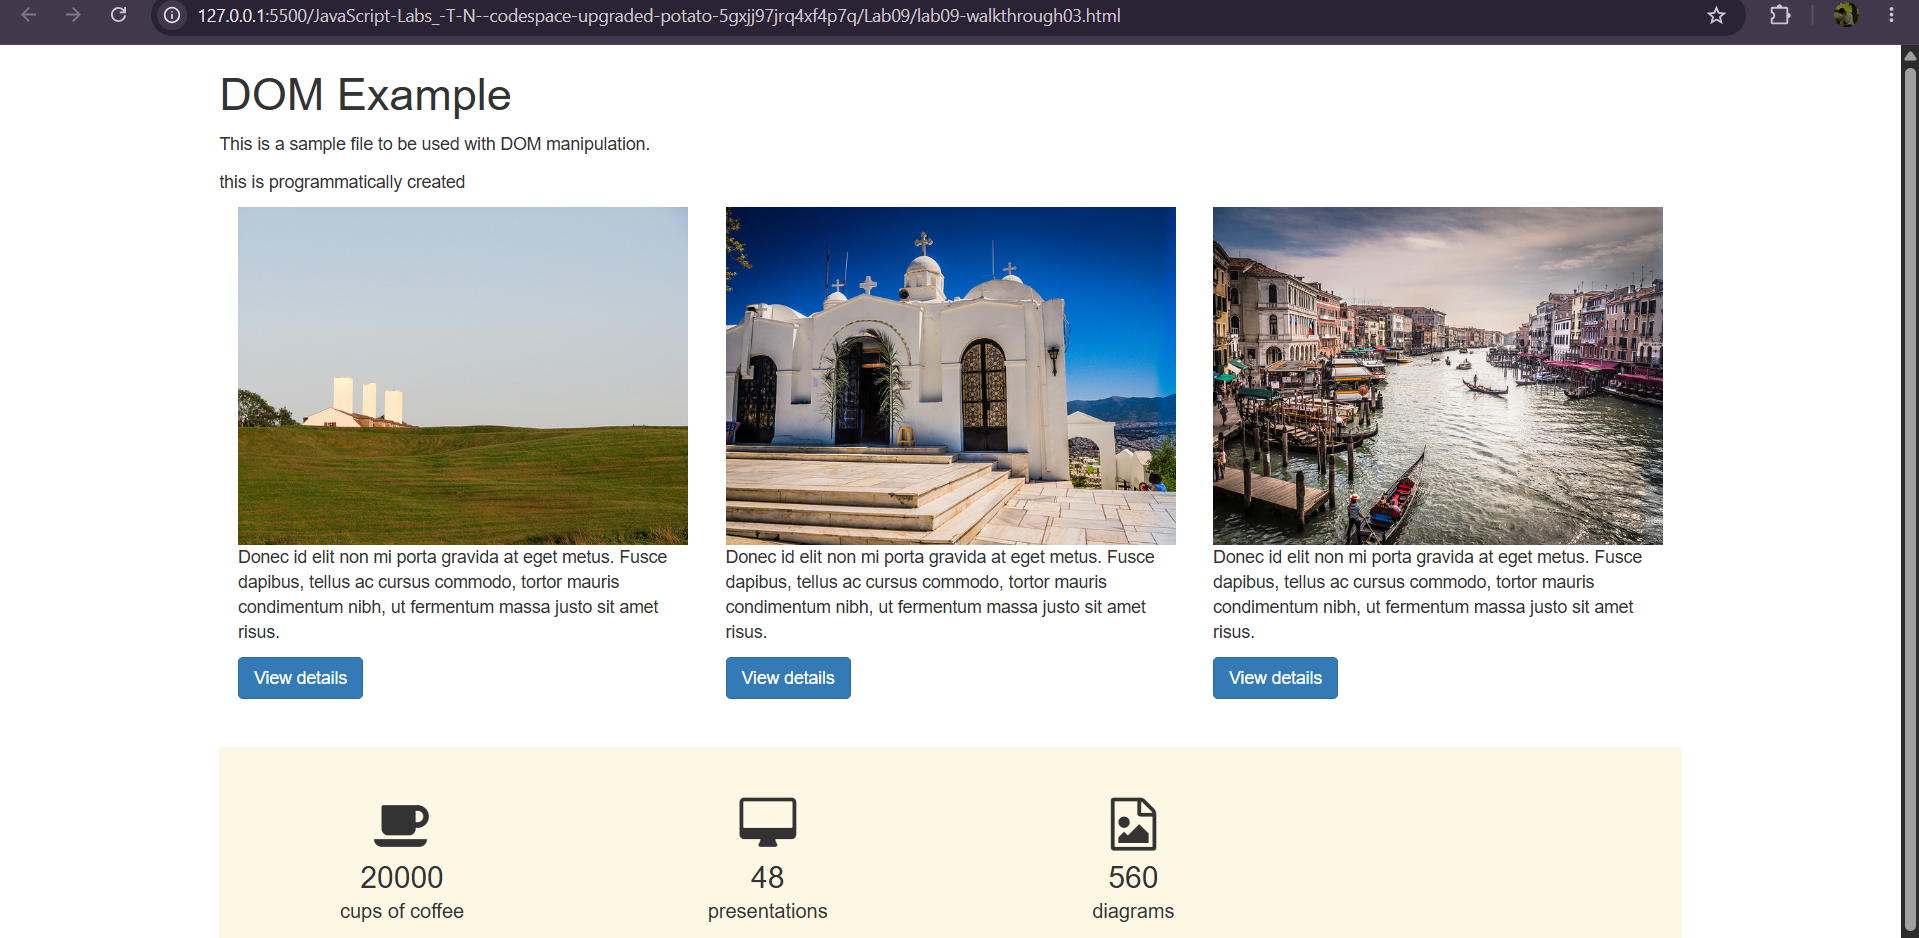 127.0.0.1:5500/JavaScript-Labs_-T-N--codespace-upgraded-potato-5gxjj97jrq4xf4p7q/Lab09/lab09-walkthrough03.html
DOM Example
This is a sample file to be used with DOM manipulation.
this is programmatically created
Donec id elit non mi porta gravida at eget metus. Fusce
dapibus, tellus ac cursus commodo, tortor mauris
condimentum nibh, ut fermentum massa justo sit amet
risus.
View details
Donec id elit non mi porta gravida at eget metus. Fusce
dapibus, tellus ac cursus commodo, tortor mauris
condimentum nibh, ut fermentum massa justo sit amet
risus.
View details
Donec id elit non mi porta gravida at eget metus. Fusce
dapibus, tellus ac cursus commodo, tortor mauris
condimentum nibh, ut fermentum massa justo sit amet
risus.
View details
20000
cups of coffee
48
presentations
560
diagrams